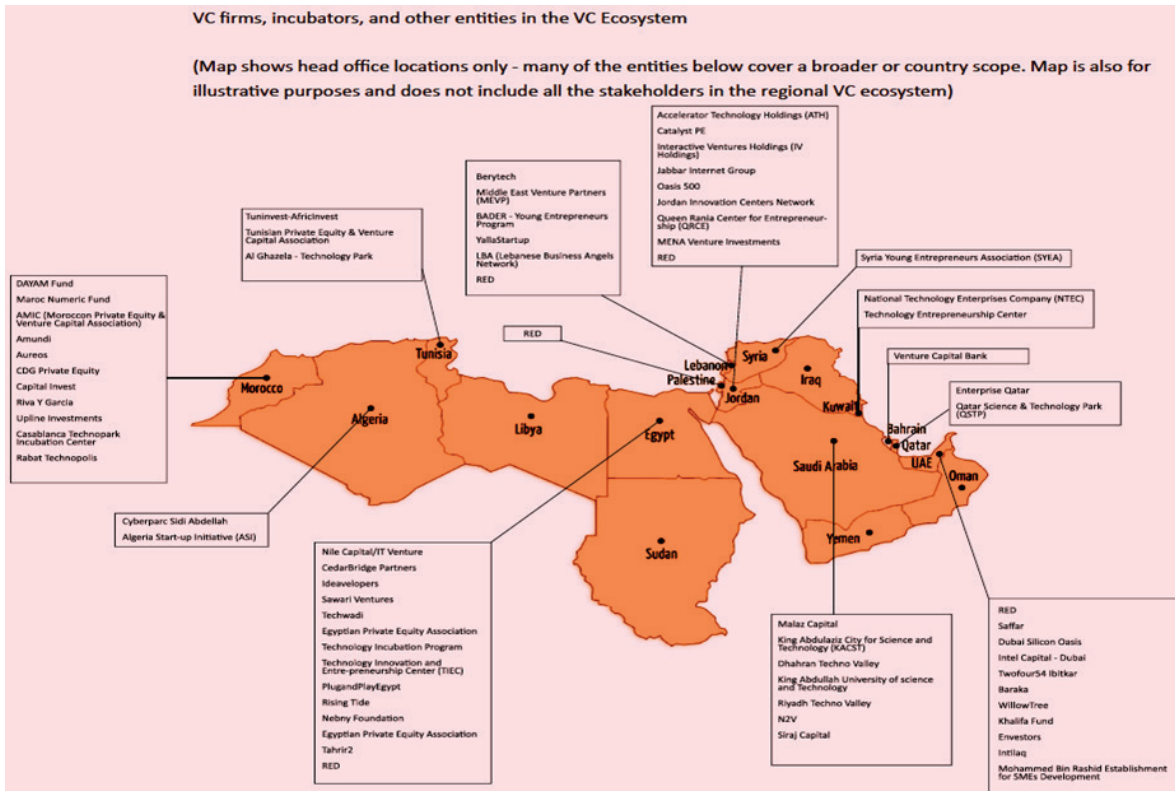 VC firms, incubators, and other entities in the VC Ecosystem
(Map shows head office locations only - many of the entities below cover a broader or country scope. Map is also for
illustrative purposes and does not include all the stakeholders in the regional VC ecosystem)
Accelerator Technology Holdings (ATH)
Catalyst PE
Interactive Ventures Holdings (IV
Holdings)
Jabbar Internet Group
Oasis 500
Jordan Innovation Centers Network
Queen Rania Center for Entrepreneur-
ship (QRCE)
MENA Venture Investments
RED
Berytech
Middle East Venture Partners
(MEVP)
BADER - Young Entrepreneurs
Program
YallaStartup
LBA (Lebanese Business Angels
Network)
RED
Tuninvest-AfricInvest
Tunisian Private Equity & Venture
Capital Association
Al Ghazela - Technology Park
Syria Young Entrepreneurs Association (SYEA)
DAYAM Fund
Maroc Numeric Fund
AMIC (Moroccon Private Equity &
Venture Capital Association)
Amundi
Aureos
CDG Private Equity
Capital Invest
Riva Y Garcia
Upline Investments
Casablanca Technopark
Incubation Center
Rabat Technopolis
National Technology Enterprises Company (NTEC)
Technology Entrepreneurship Center
RED
Venture Capital Bank
Enterprise Qatar
Qatar Science & Technology Park
(QSTP)
Morocco
Algeria
Tunisia
Libya
Egypt
Sudan
Lebanon
Palestine
Syria
Jordan
Iraq
Kuwait
Saudi Arabia
Bahrain
Qatar
UAE
Oman
Yemen
Cyberparc Sidi Abdellah
Algeria Start-up Initiative (ASI)
Nile Capital/IT Venture
CedarBridge Partners
Ideavelopers
Sawari Ventures
Techwadi
Egyptian Private Equity Association
Technology Incubation Program
Technology Innovation and
Entre-preneurship Center (TIEC)
PlugandPlayEgypt
Rising Tide
Nebny Foundation
Egyptian Private Equity Association
Tahrir2
RED
Malaz Capital
King Abdulaziz City for Science and
Technology (KACST)
Dhahran Techno Valley
King Abdullah University of science
and Technology
Riyadh Techno Valley
N2V
Siraj Capital
RED
Saffar
Dubai Silicon Oasis
Intel Capital - Dubai
Twofour54 Ibitkar
Baraka
WillowTree
Khalifa Fund
Envestors
Intilaq
Mohammed Bin Rashid Establishment
for SMEs Development